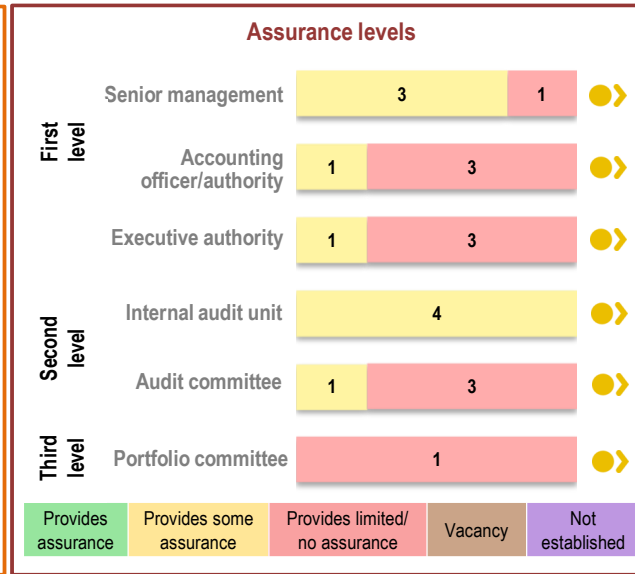 Assurance levels
First
level
Senior management
3
1
Accounting
officer/authority
1
3
Executive authority
1
3
Second
level
Internal audit unit
4
Audit committee
1
3
Third
level
Portfolio committee
1
Provides
assurance
Provides some
assurance
Provides limited/
no assurance
Vacancy
Not
established